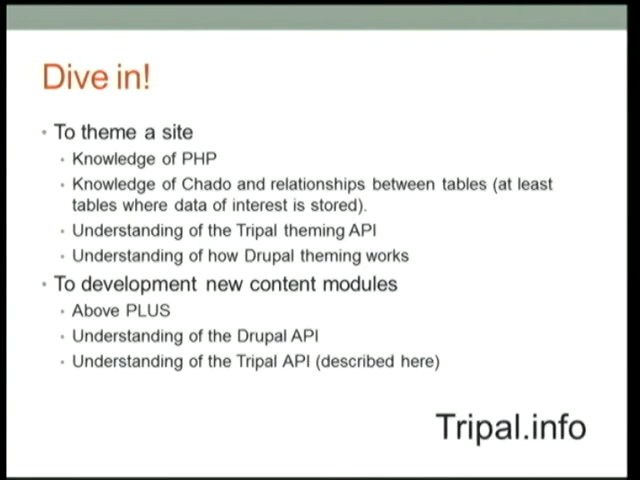 Dive in!
• To theme a site
• Knowledge of PHP
• Knowledge of Chado and relationships between tables (at least
tables where data of interest is stored).
• Understanding of the Tripal theming API
• Understanding of how Drupal theming works
• To development new content modules
• Above PLUS
• Understanding of the Drupal API
• Understanding of the Tripal API (described here)
Tripal.info